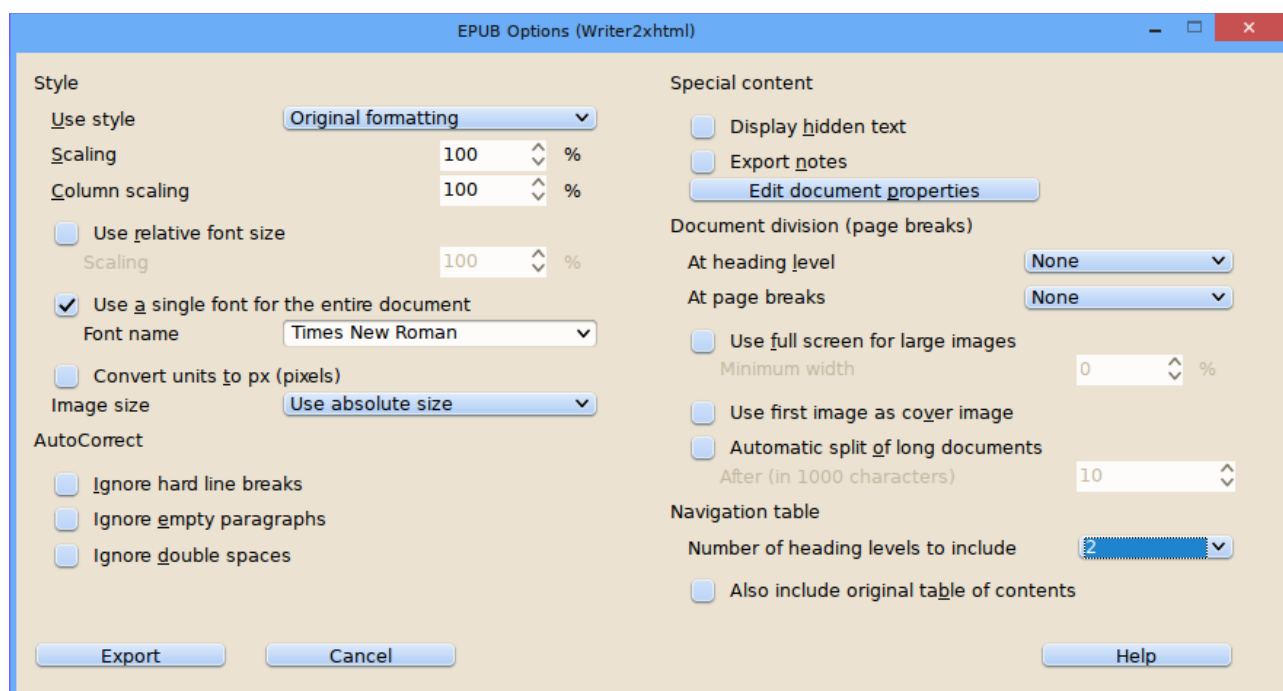 EPUB Options (Writer2xhtml)
Style
Use style Original formatting
Scaling 100 %
Column scaling 100 %
Use relative font size
Scaling 100 %
Use a single font for the entire document
Font name Times New Roman
Convert units to px (pixels)
Image size Use absolute size
AutoCorrect
Ignore hard line breaks
Ignore empty paragraphs
Ignore double spaces
Special content
Display hidden text
Export notes
Edit document properties
Document division (page breaks)
At heading level None
At page breaks None
Use full screen for large images
Minimum width 0 %
Use first image as cover image
Automatic split of long documents
After (in 1000 characters) 10
Navigation table
Number of heading levels to include 2
Also include original table of contents
Export Cancel Help